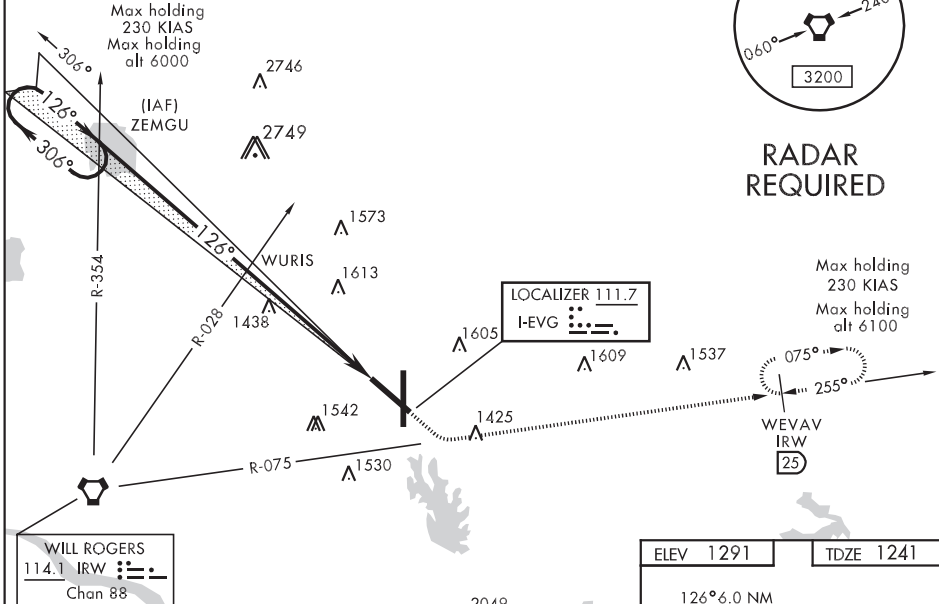 Max holding
230 KIAS
Max holding
alt 6000
306°
126°
306°
(IAF)
ZEMGU
2746
2749
060°
3200
RADAR
REQUIRED
1573
126°
WURIS
1613
R-354
R-028
1438
LOCALIZER 111.7
I-EVG
Max holding
230 KIAS
Max holding
alt 6100
1605
1609
1537
075°
255°
1542
1425
WEVAV
IRW
25
R-075
1530
WILL ROGERS
114.1 IRW
Chan 88
ELEV 1291
TDZE 1241
126° 6.0 NM